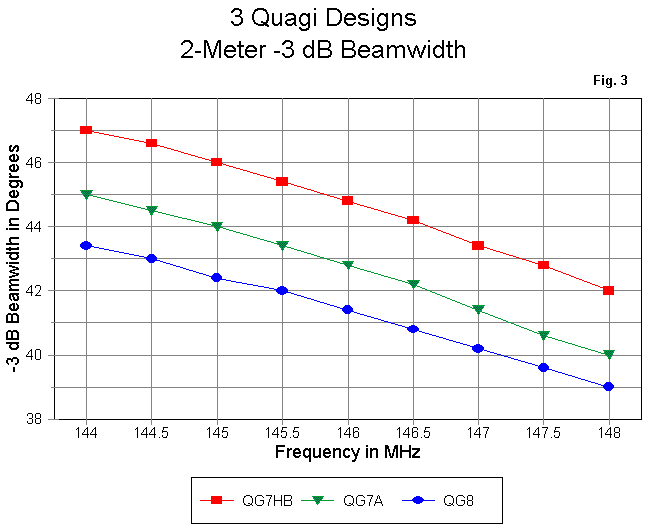 3 Quagi Designs
2-Meter -3 dB Beamwidth
Fig. 3
48
46
44
42
40
38
-3 dB Beamwidth in Degrees
144 144.5 145 145.5 146 146.5 147 147.5 148
Frequency in MHz
QG7HB QG7A QG8